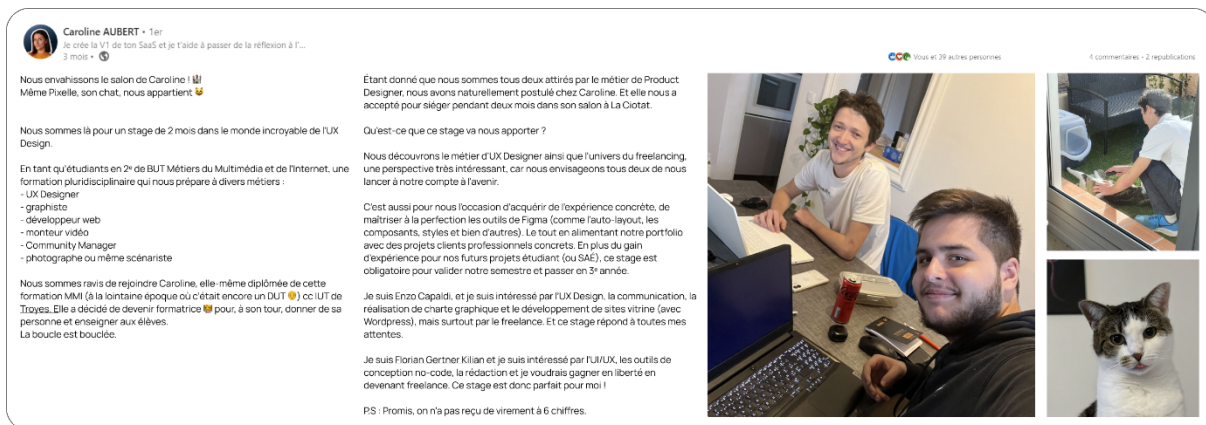 Caroline AUBERT • 1er
Je crée la V1 de ton SaaS et je t'aide à passer de la réflexion à l'...
3 mois •
Vous et 39 autres personnes
4 commentaires - 2 republications
Nous envahissons le salon de Caroline ! 🙌
Même Pixelle, son chat, nous appartient 😸
Nous sommes là pour un stage de 2 mois dans le monde incroyable de l'UX
Design.
En tant qu'étudiants en 2ᵉ de BUT Métiers du Multimédia et de l'Internet, une
formation pluridisciplinaire qui nous prépare à divers métiers :
- UX Designer
- graphiste
- développeur web
- monteur vidéo
- Community Manager
- photographe ou même scénariste
Nous sommes ravis de rejoindre Caroline, elle-même diplômée de cette
formation MMI (à la lointaine époque où c'était encore un DUT 😊) cc IUT de
Troyes. Elle a décidé de devenir formatrice 🥳 pour, à son tour, donner de sa
personne et enseigner aux élèves.
La boucle est bouclée.
Étant donné que nous sommes tous deux attirés par le métier de Product
Designer, nous avons naturellement postulé chez Caroline. Et elle nous a
accepté pour siéger pendant deux mois dans son salon à La Ciotat.
Qu'est-ce que ce stage va nous apporter ?
Nous découvrons le métier d'UX Designer ainsi que l'univers du freelancing,
une perspective très intéressant, car nous envisageons tous deux de nous
lancer à notre compte à l'avenir.
C'est aussi pour nous l'occasion d'acquérir de l'expérience concrète, de
maîtriser à la perfection les outils de Figma (comme l'auto-layout, les
composants, styles et bien d'autres). Le tout en alimentant notre portfolio
avec des projets clients professionnels concrets. En plus du gain
d'expérience pour nos futurs projets étudiant (ou SAÉ), ce stage est
obligatoire pour valider notre semestre et passer en 3ᵉ année.
Je suis Enzo Capaldi, et je suis intéressé par l'UX Design, la communication, la
réalisation de charte graphique et le développement de sites vitrine (avec
Wordpress), mais surtout par le freelance. Et ce stage répond à toutes mes
attentes.
Je suis Florian Gertner Kilian et je suis intéressé par l'UI/UX, les outils de
conception no-code, la rédaction et je voudrais gagner en liberté en
devenant freelance. Ce stage est donc parfait pour moi !
P.S : Promis, on n'a pas reçu de virement à 6 chiffres.